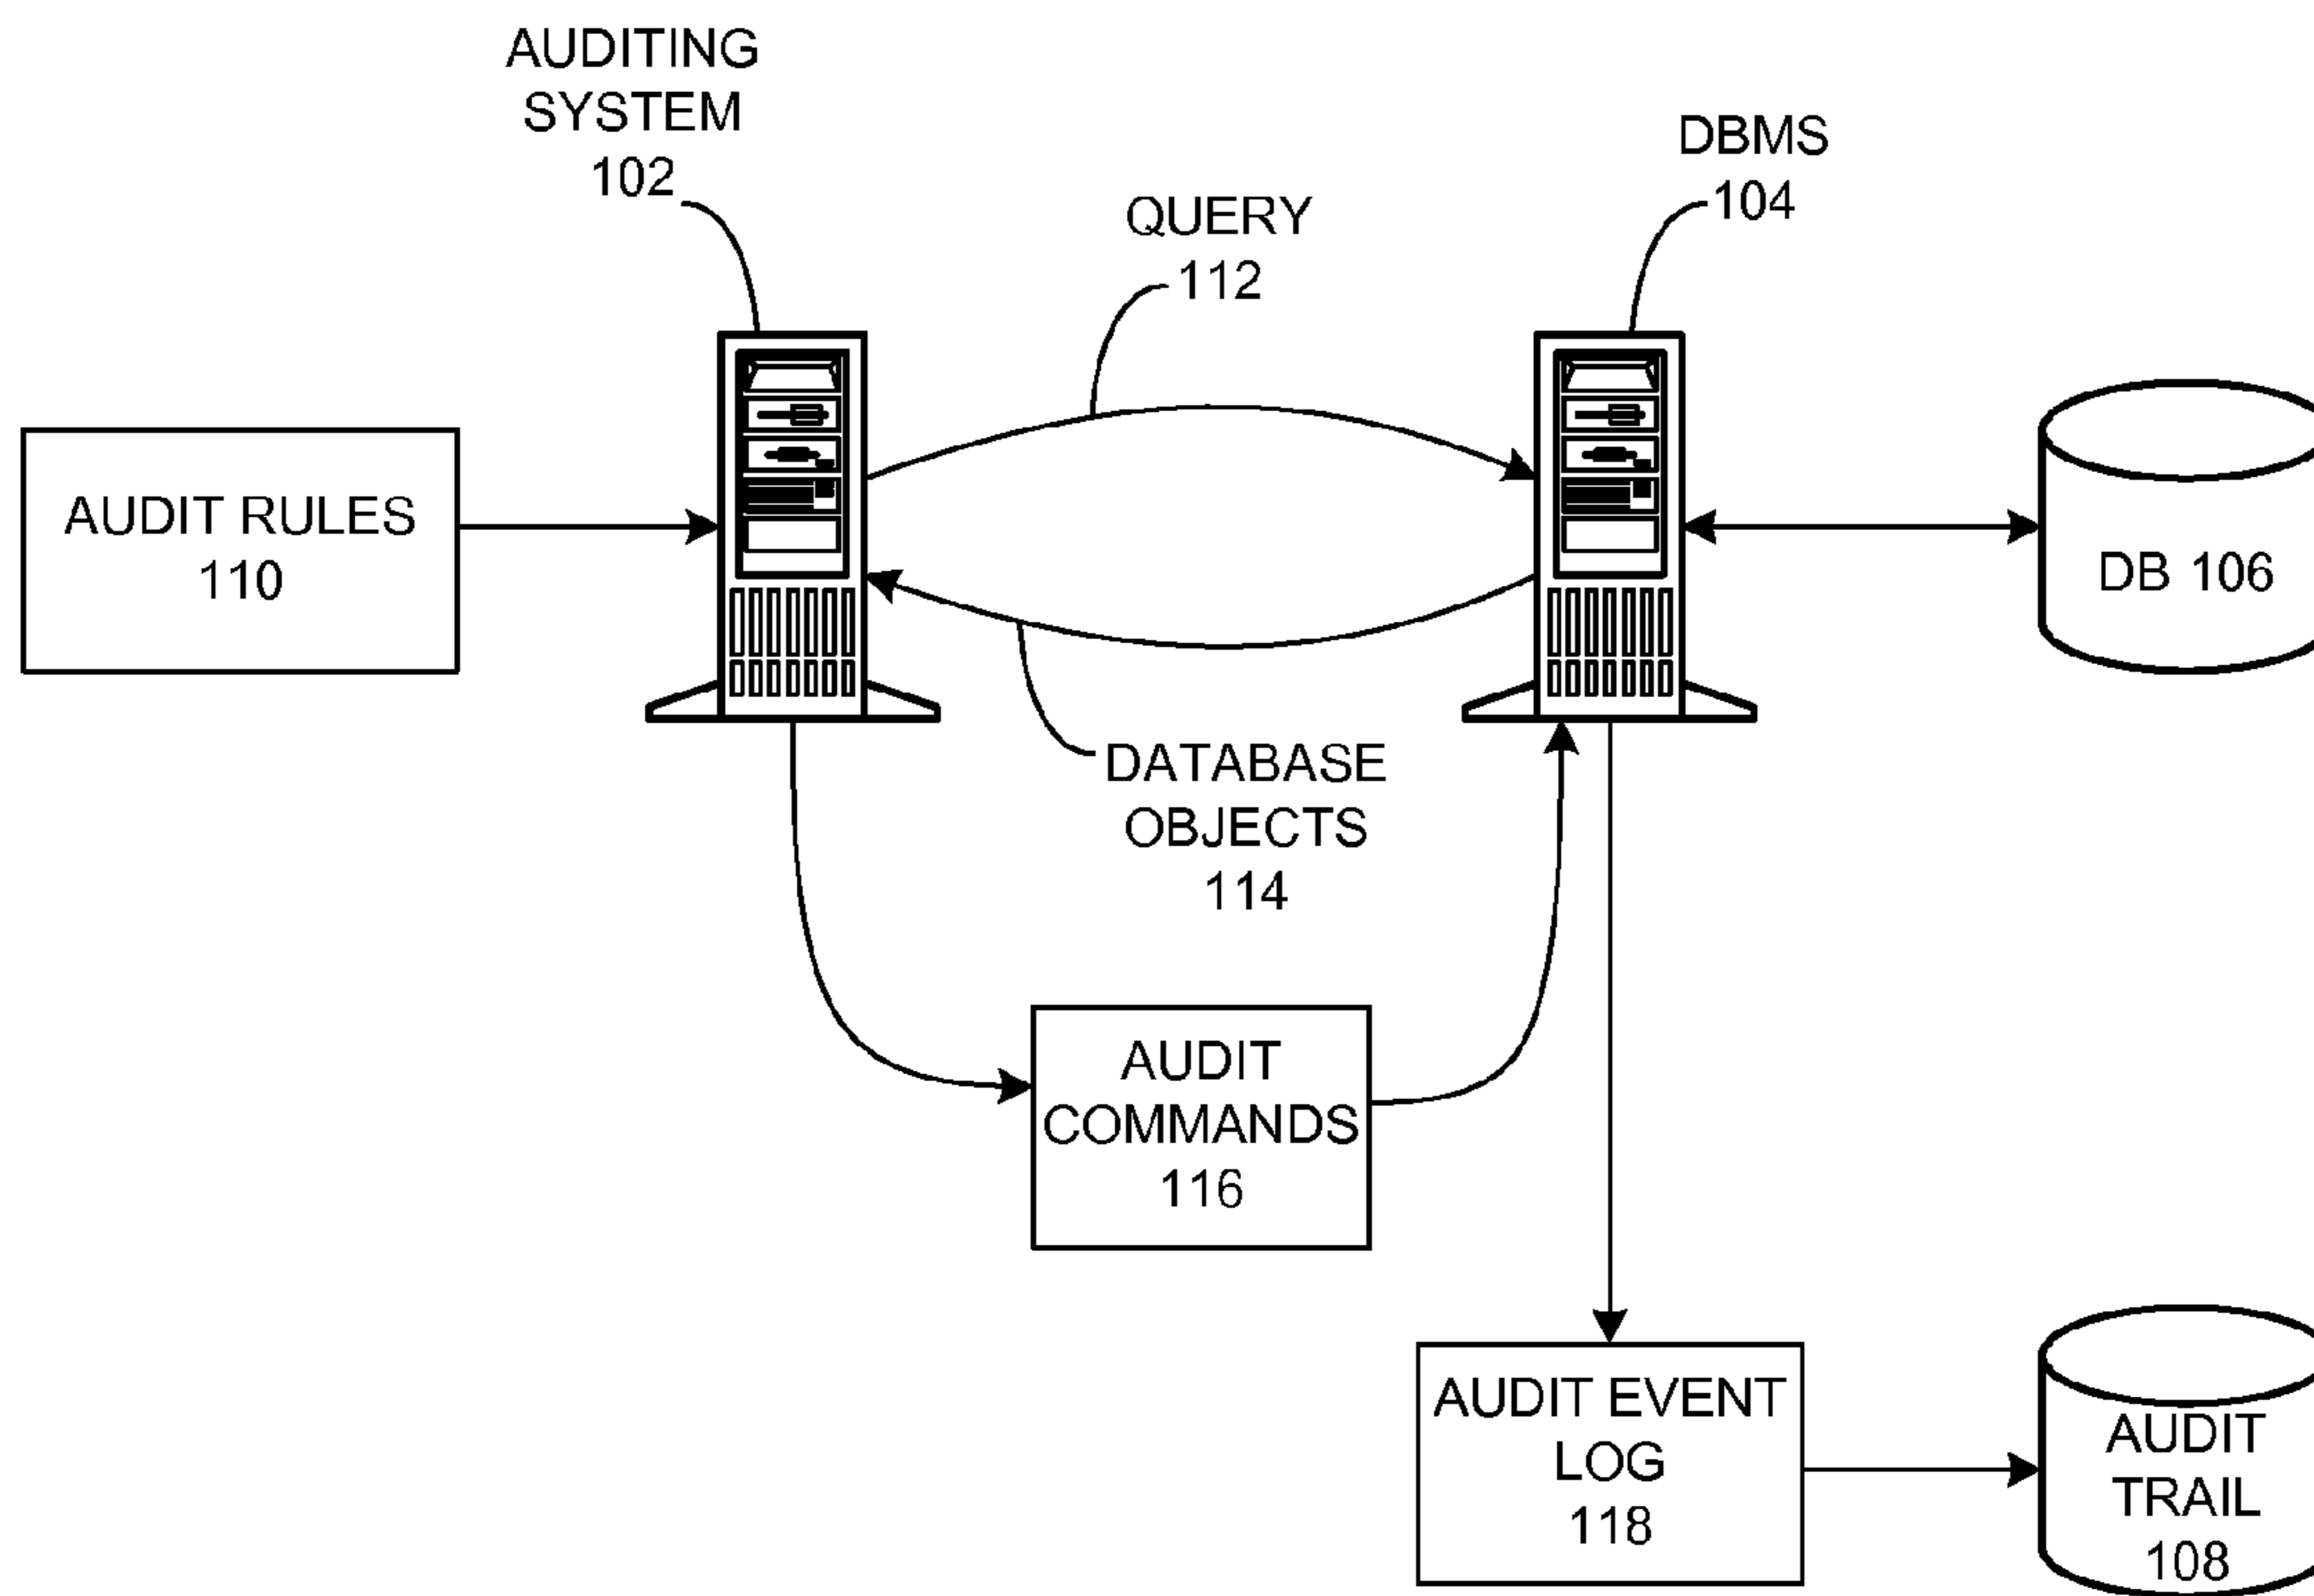 AUDITING
SYSTEM
102
DBMS
104
QUERY
112
AUDIT RULES
110
DB 106
DATABASE
OBJECTS
114
AUDIT
COMMANDS
116
AUDIT EVENT
LOG
118
AUDIT
TRAIL
108